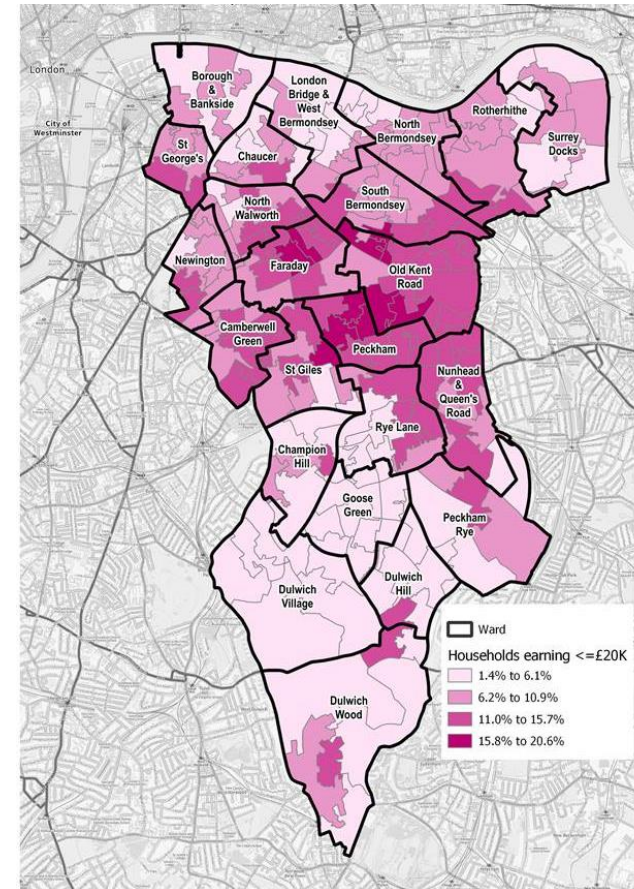 London
City of
Westminster
Borough
&
Bankside
London
Bridge &
West
Bermondsey
North
Bermondsey
Rotherhithe
Surrey
Docks
St
George's
Chaucer
South
Bermondsey
North
Walworth
Newington
Faraday
Old Kent
Road
Camberwell
Green
Peckham
St Giles
Nunhead
&
Queen's
Road
Rye Lane
Champion
Hill
Goose
Green
Peckham
Rye
Dulwich
Village
Dulwich
Hill
Dulwich
Wood
Ward
Households earning <=£20K
1.4% to 6.1%
6.2% to 10.9%
11.0% to 15.7%
15.8% to 20.6%